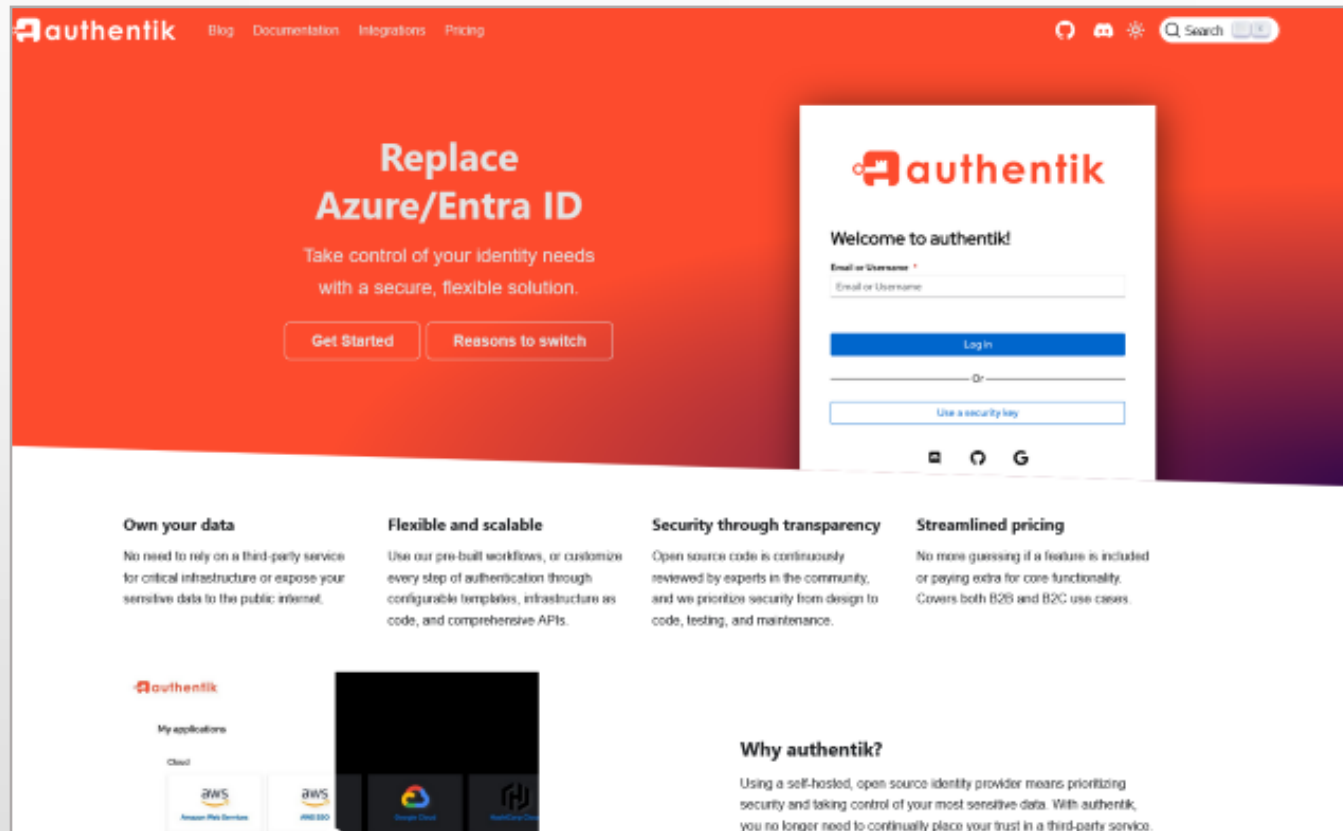 authentik Blog Documentation Integrations Pricing Search
Replace
Azure/Entra ID
Take control of your identity needs
with a secure, flexible solution.
Get Started Reasons to switch
authentik
Welcome to authentik!
Email or Username *
Email or Username
Log in
Or
Use a security key
G
Own your data
No need to rely on a third-party service
for critical infrastructure or expose your
sensitive data to the public internet.
Flexible and scalable
Use our pre-built workflows, or customize
every step of authentication through
configurable templates, infrastructure as
code, and comprehensive APIs.
Security through transparency
Open source code is continuously
reviewed by experts in the community,
and we prioritize security from design to
code, testing, and maintenance.
Streamlined pricing
No more guessing if a feature is included
or paying extra for core functionality.
Covers both B2B and B2C use cases.
authentik
My applications
Cloud
aws
Amazon Web Services
aws
AWS SSO
Google Cloud
HashiCorp Cloud
Why authentik?
Using a self-hosted, open source identity provider means prioritizing
security and taking control of your most sensitive data. With authentik,
you no longer need to continually place your trust in a third-party service.